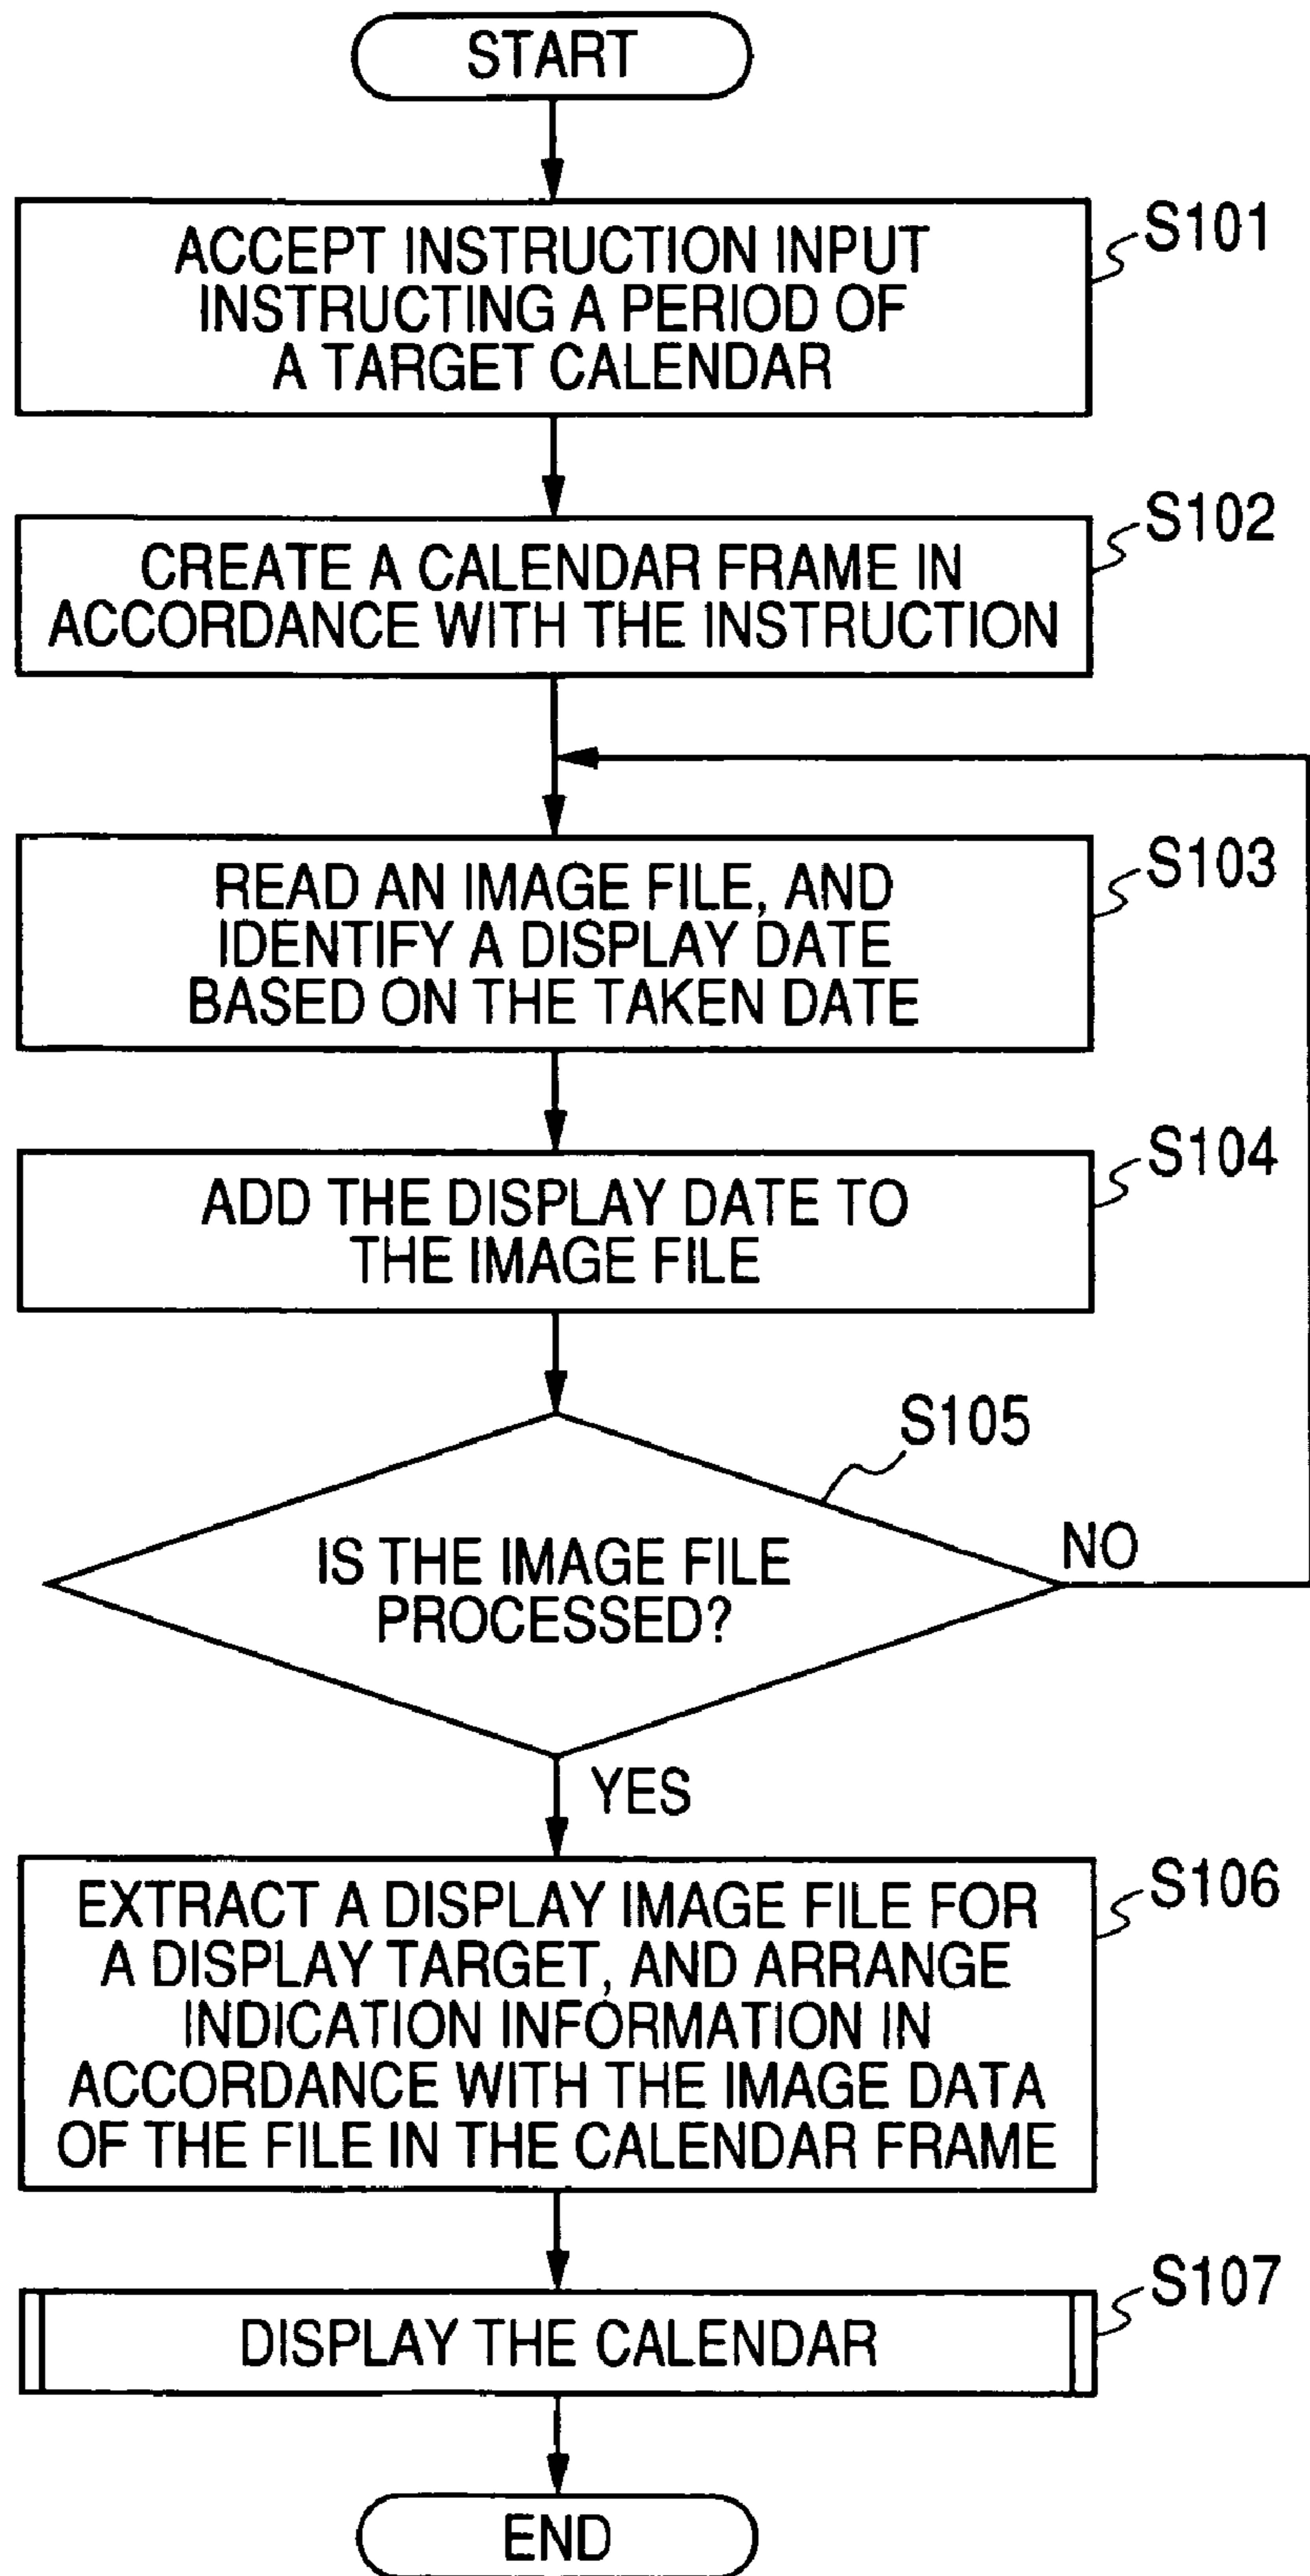 START
S101
ACCEPT INSTRUCTION INPUT
INSTRUCTING A PERIOD OF
A TARGET CALENDAR
S102
CREATE A CALENDAR FRAME IN
ACCORDANCE WITH THE INSTRUCTION
S103
READ AN IMAGE FILE, AND
IDENTIFY A DISPLAY DATE
BASED ON THE TAKEN DATE
S104
ADD THE DISPLAY DATE TO
THE IMAGE FILE
S105
IS THE IMAGE FILE
PROCESSED?
NO
YES
S106
EXTRACT A DISPLAY IMAGE FILE FOR
A DISPLAY TARGET, AND ARRANGE
INDICATION INFORMATION IN
ACCORDANCE WITH THE IMAGE DATA
OF THE FILE IN THE CALENDAR FRAME
S107
DISPLAY THE CALENDAR
END